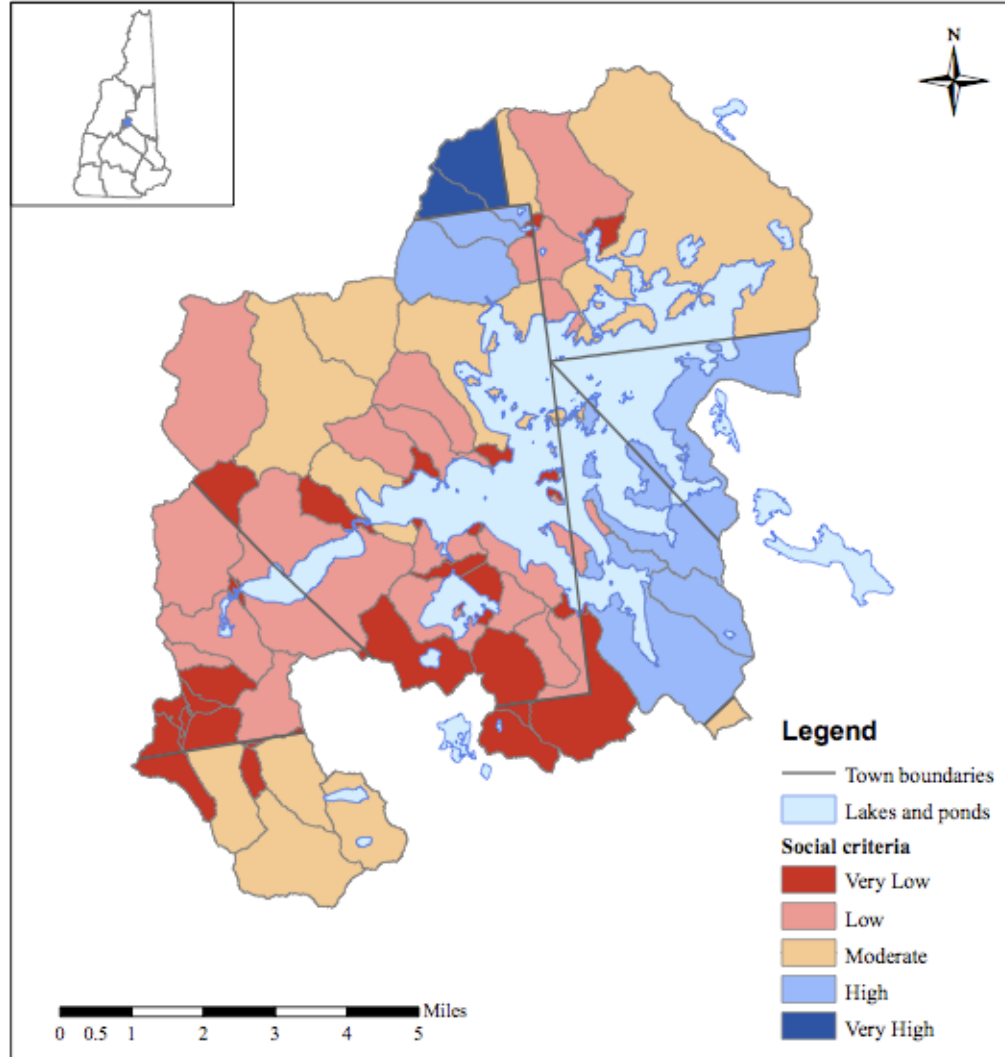 N
Legend
Town boundaries
Lakes and ponds
Social criteria
Very Low
Low
Moderate
High
Very High
Miles
0 0.5 1 2 3 4 5